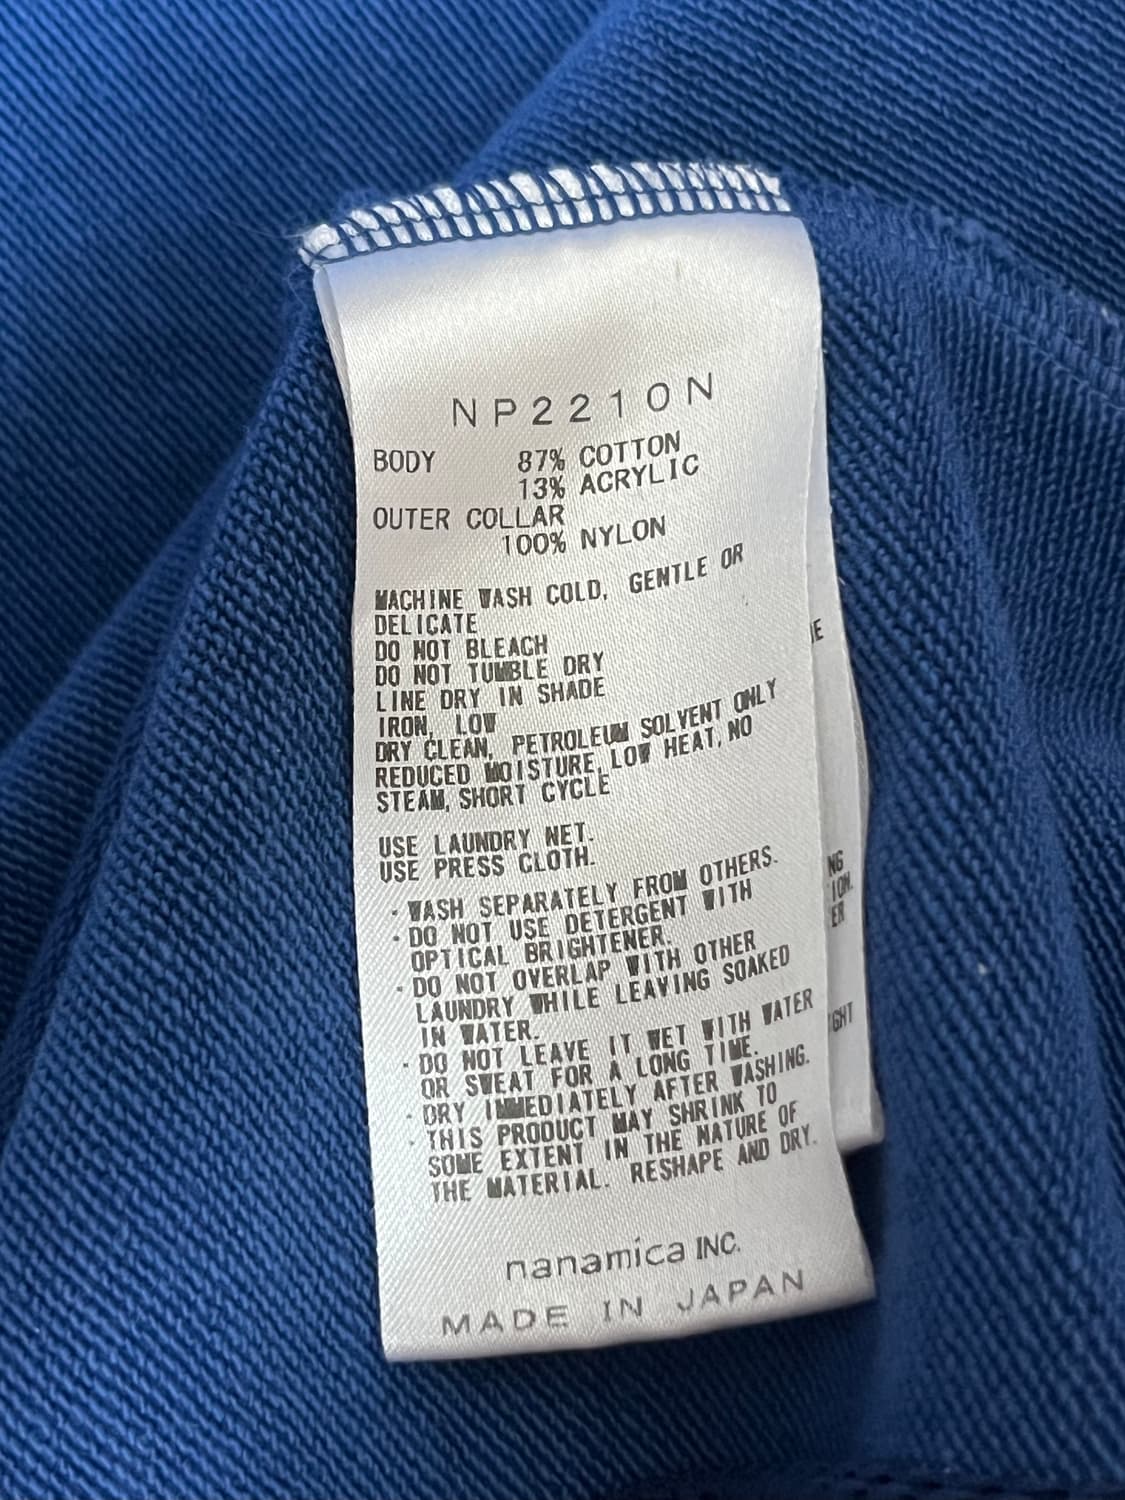 NP2210N
BODY 87% COTTON
13% ACRYLIC
OUTER COLLAR
100% NYLON
MACHINE WASH COLD, GENTLE OR
DELICATE
DO NOT BLEACH
DO NOT TUMBLE DRY
LINE DRY IN SHADE
IRON, LOW
DRY CLEAN, PETROLEUM SOLVENT ONLY
REDUCED MOISTURE, LOW HEAT, NO
STEAM, SHORT CYCLE
USE LAUNDRY NET.
USE PRESS CLOTH.
・WASH SEPARATELY FROM OTHERS.
・DO NOT USE DETERGENT WITH
OPTICAL BRIGHTENER.
・DO NOT OVERLAP WITH OTHER
LAUNDRY WHILE LEAVING SOAKED
IN WATER.
・DO NOT LEAVE IT WET WITH WATER
OR SWEAT FOR A LONG TIME.
・DRY IMMEDIATELY AFTER WASHING.
・THIS PRODUCT MAY SHRINK TO
SOME EXTENT IN THE NATURE OF
THE MATERIAL. RESHAPE AND DRY.
nanamica INC.
MADE IN JAPAN